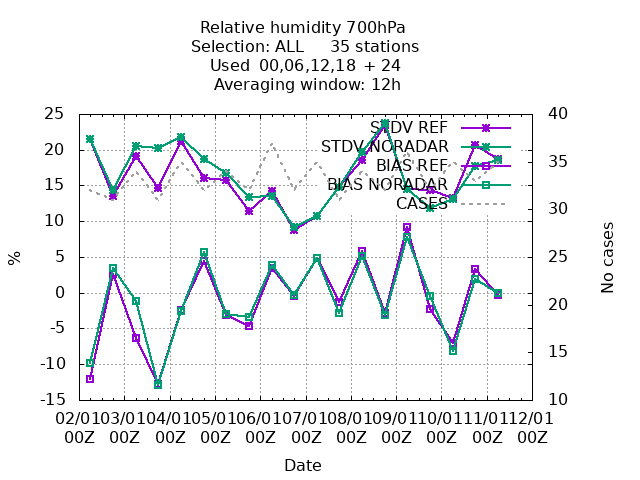 Relative humidity 700hPa
Selection: ALL 35 stations
Used 00,06,12,18 + 24
Averaging window: 12h
25
20
15
10
5
0
-5
-10
-15
%
40
35
30
25
20
15
10
No cases
STDV REF
STDV NORADAR
BIAS REF
BIAS NORADAR
CASES
02/01 03/01 04/01 05/01 06/01 07/01 08/01 09/01 10/01 11/01 12/01
00Z 00Z 00Z 00Z 00Z 00Z 00Z 00Z 00Z 00Z 00Z
Date